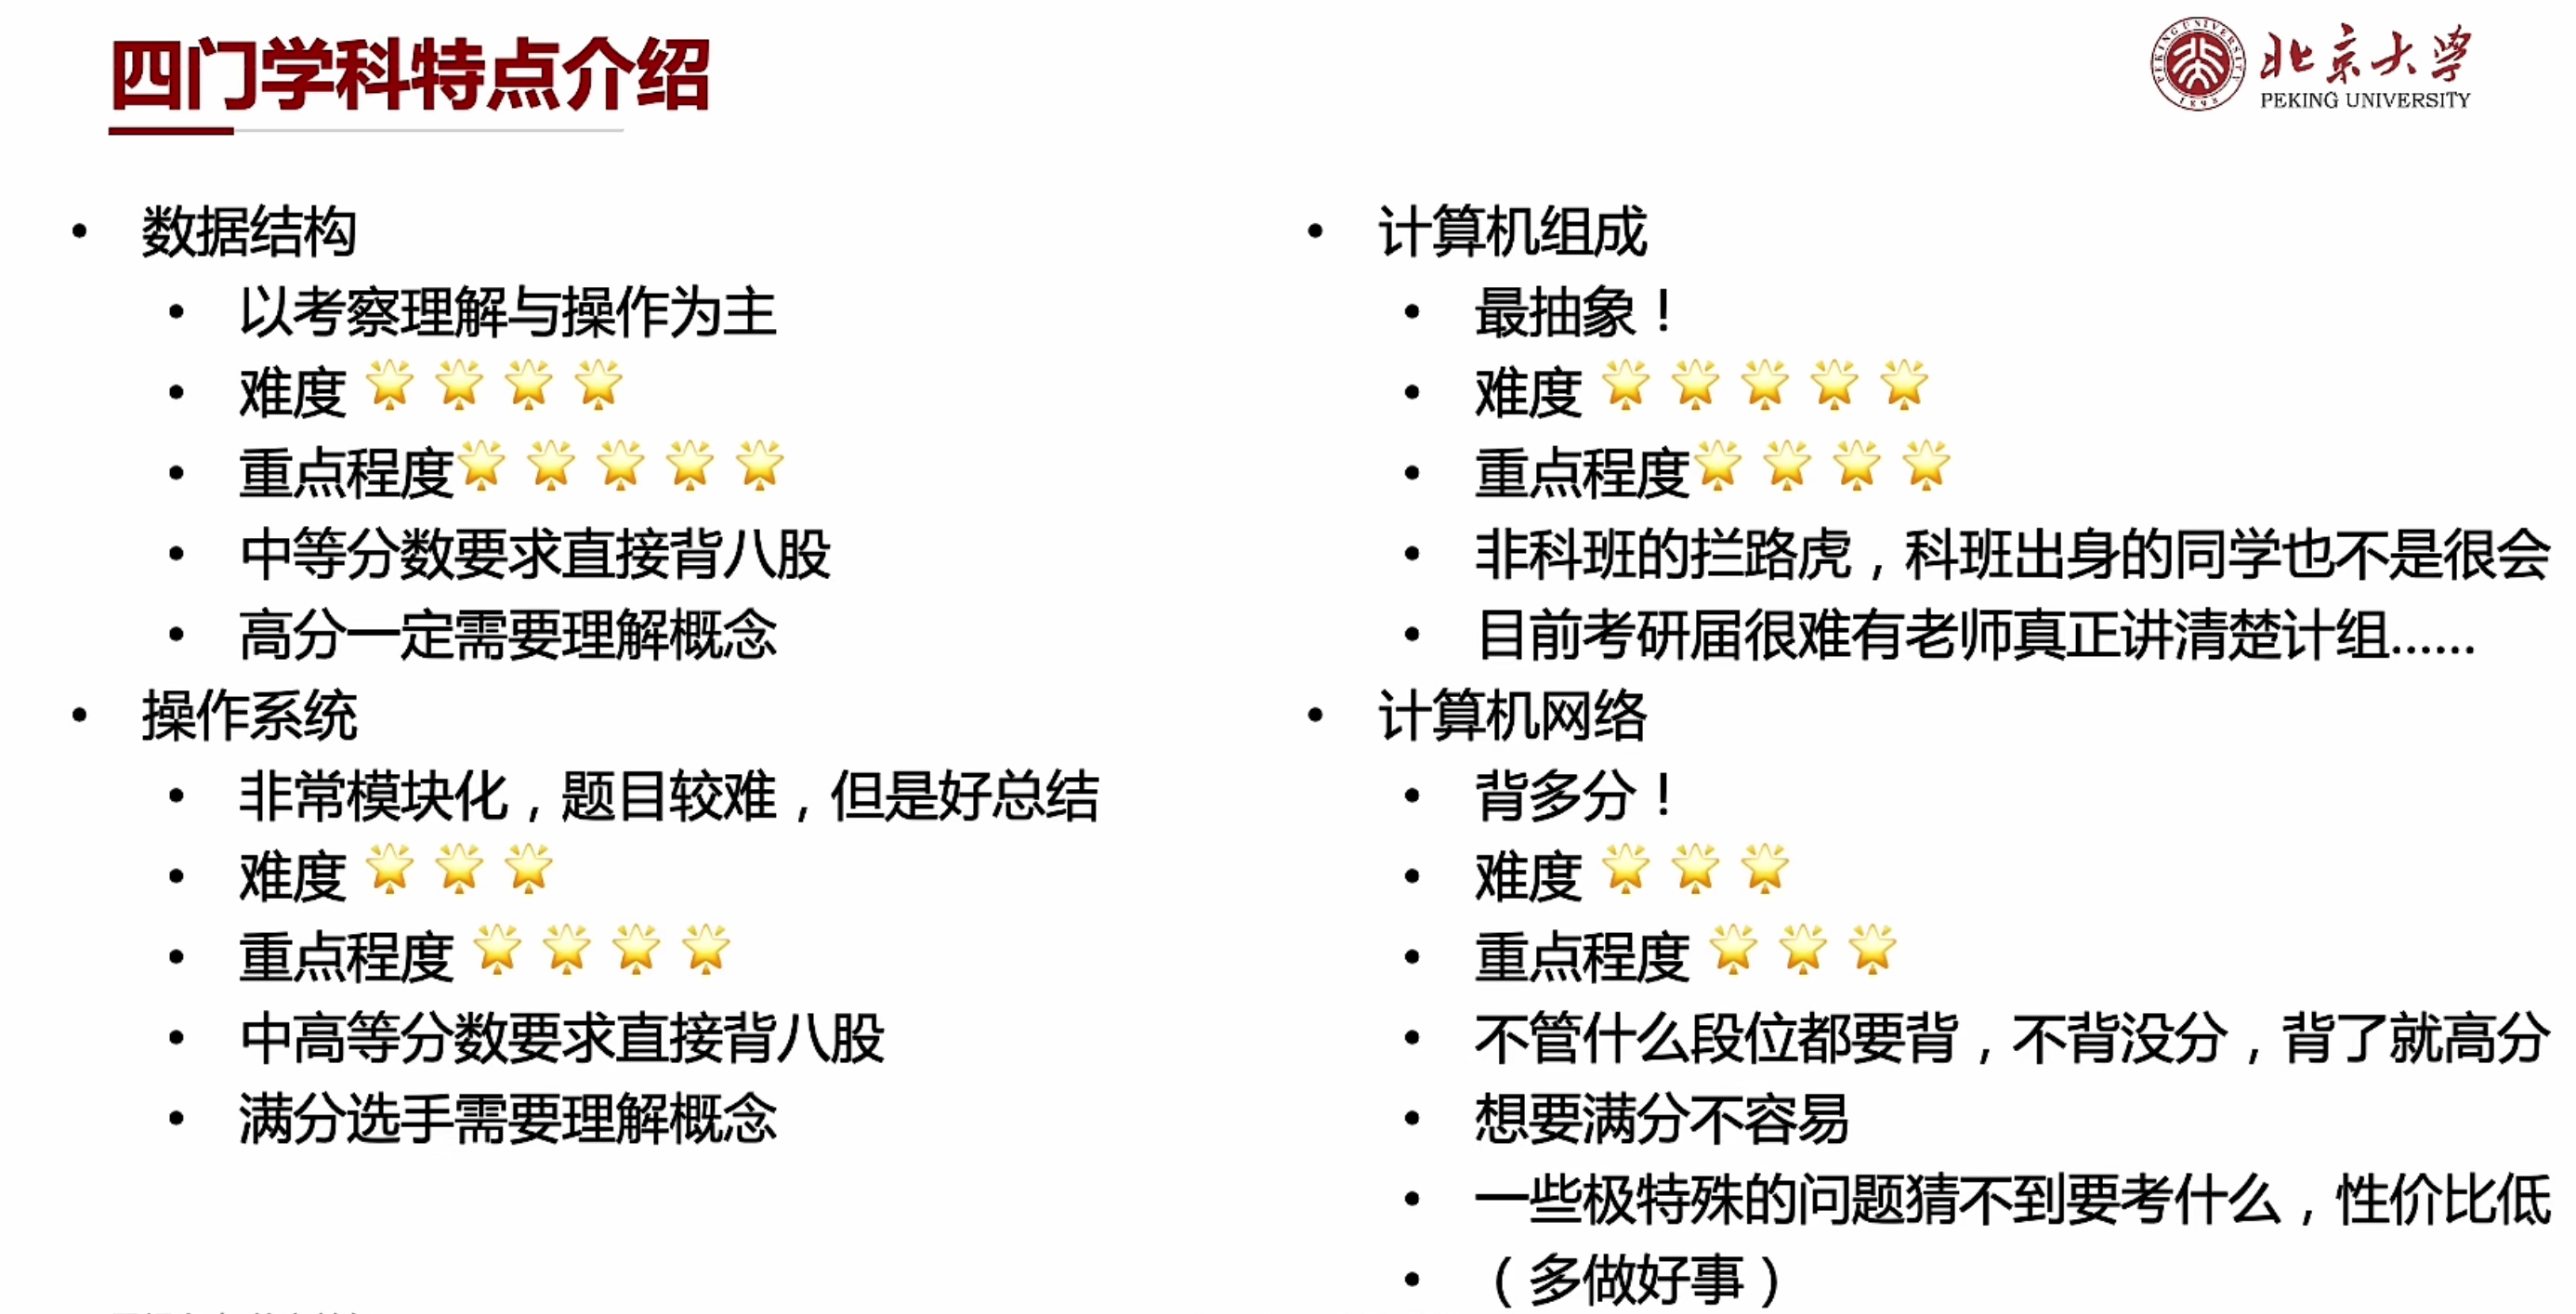 四门学科特点介绍
北京大学
PEKING UNIVERSITY
PEKING UNIVERSITY
1898
• 数据结构
• 以考察理解与操作为主
• 难度 🌟 🌟 🌟 🌟
• 重点程度🌟 🌟 🌟 🌟 🌟
• 中等分数要求直接背八股
• 高分一定需要理解概念
• 操作系统
• 非常模块化，题目较难，但是好总结
• 难度 🌟 🌟 🌟
• 重点程度 🌟 🌟 🌟 🌟
• 中高等分数要求直接背八股
• 满分选手需要理解概念
• 计算机组成
• 最抽象！
• 难度 🌟 🌟 🌟 🌟 🌟
• 重点程度🌟 🌟 🌟 🌟
• 非科班的拦路虎，科班出身的同学也不是很会
• 目前考研届很难有老师真正讲清楚计组......
• 计算机网络
• 背多分！
• 难度 🌟 🌟 🌟
• 重点程度 🌟 🌟 🌟
• 不管什么段位都要背，不背没分，背了就高分
• 想要满分不容易
• 一些极特殊的问题猜不到要考什么，性价比低
• （多做好事）